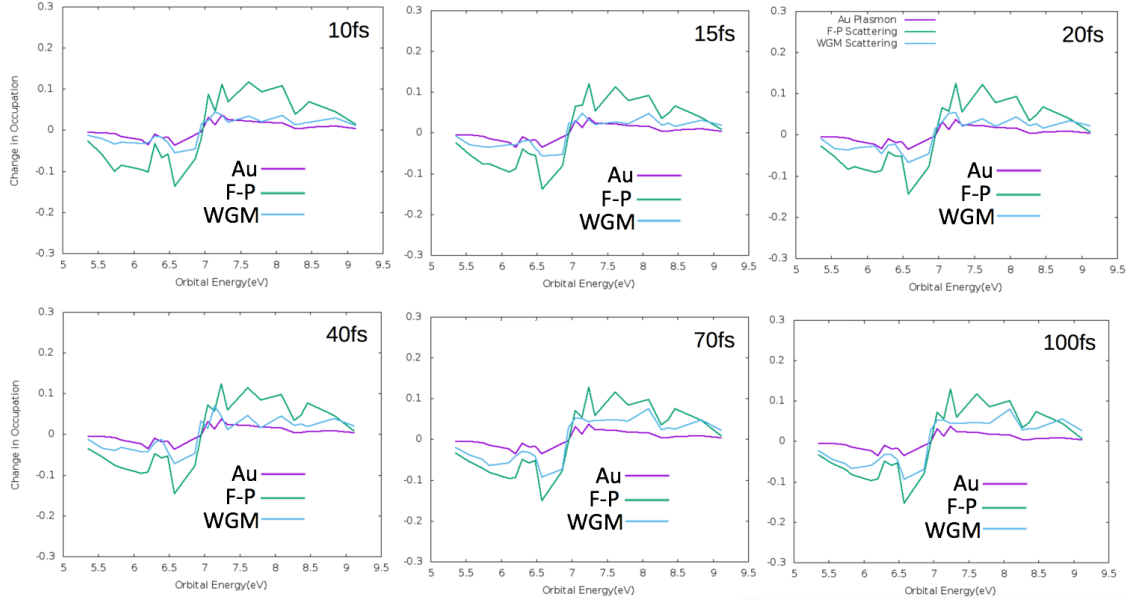 0.3
0.2
0.1
0
-0.1
-0.2
-0.3
Change in Occupation
10fs
Au
F-P
WGM
5 5.5 6 6.5 7 7.5 8 8.5 9 9.5
Orbital Energy(eV)
0.3
0.2
0.1
0
-0.1
-0.2
-0.3
15fs
Au
F-P
WGM
5 5.5 6 6.5 7 7.5 8 8.5 9 9.5
Orbital Energy(eV)
0.3
0.2
0.1
0
-0.1
-0.2
-0.3
Au Plasmon
F-P Scattering
WGM Scattering
20fs
Au
F-P
WGM
5 5.5 6 6.5 7 7.5 8 8.5 9 9.5
Orbital Energy(eV)
0.3
0.2
0.1
0
-0.1
-0.2
-0.3
Change in Occupation
40fs
Au
F-P
WGM
5 5.5 6 6.5 7 7.5 8 8.5 9 9.5
Orbital Energy(eV)
0.3
0.2
0.1
0
-0.1
-0.2
-0.3
70fs
Au
F-P
WGM
5 5.5 6 6.5 7 7.5 8 8.5 9 9.5
Orbital Energy(eV)
0.3
0.2
0.1
0
-0.1
-0.2
-0.3
100fs
Au
F-P
WGM
5 5.5 6 6.5 7 7.5 8 8.5 9 9.5
Orbital Energy(eV)